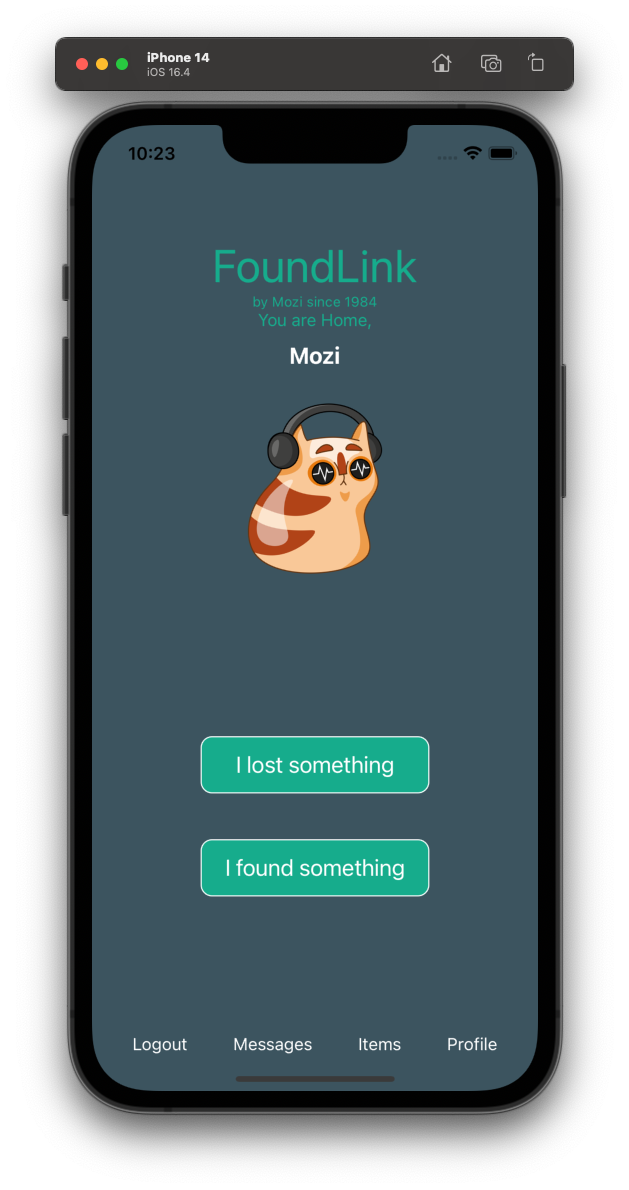 iPhone 14
iOS 16.4
10:23
FoundLink
by Mozi since 1984
You are Home,
Mozi
I lost something
I found something
Logout Messages Items Profile